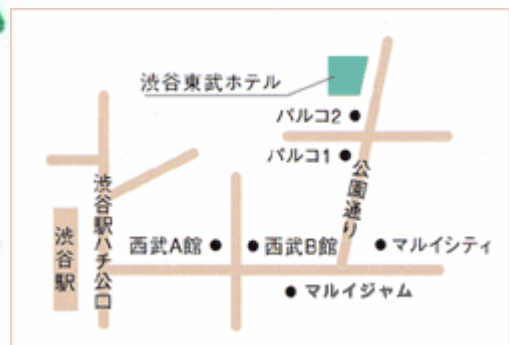 渋谷東武ホテル
パルコ2
パルコ1
公園通り
渋谷駅ハチ公口
渋谷駅
西武A館
西武B館
マルイシティ
マルイジャム